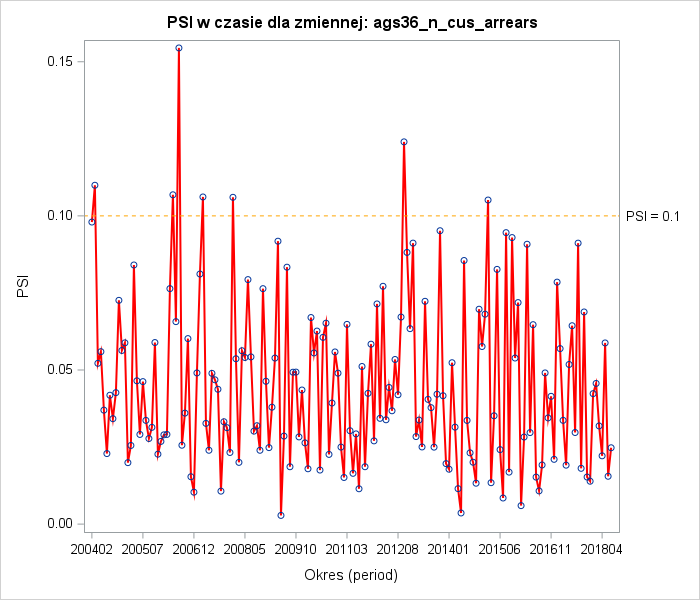 PSI w czasie dla zmiennej: ags36_n_cus_arrears
0.15
0.10
0.05
0.00
PSI
PSI = 0.1
200402 200507 200612 200805 200910 201103 201208 201401 201506 201611 201804
Okres (period)